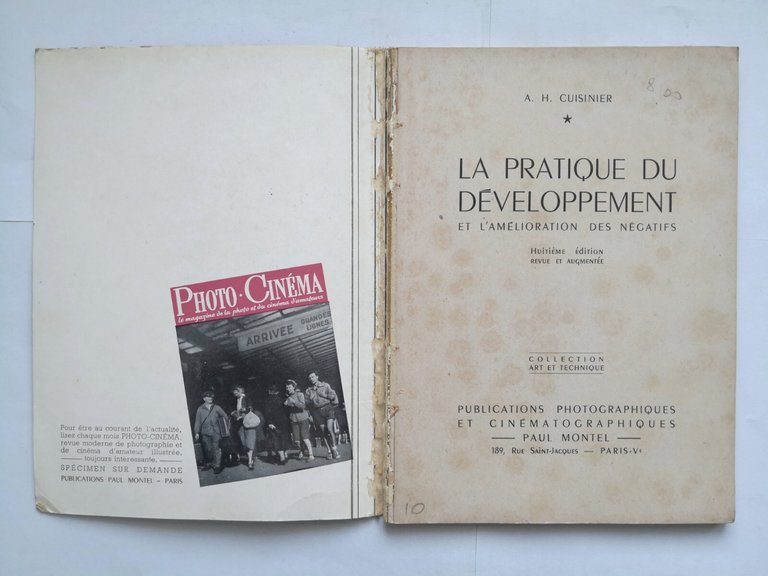 PHOTO-CINÉMA
le magazine de la photo et du cinéma d'amateurs
ARRIVÉE GRANDES
LIGNES
Pour être au courant de l'actualité,
lisez chaque mois PHOTO-CINÉMA,
revue moderne de photographie et
de cinéma d'amateur illustrée,
toujours intéressante.
SPÉCIMEN SUR DEMANDE
PUBLICATIONS PAUL MONTEL - PARIS
8,00
A. H. CUISINIER
LA PRATIQUE DU
DÉVELOPPEMENT
ET L'AMÉLIORATION DES NÉGATIFS
Huitième édition
REVUE ET AUGMENTÉE
COLLECTION
ART ET TECHNIQUE
PUBLICATIONS PHOTOGRAPHIQUES
ET CINÉMATOGRAPHIQUES
— PAUL MONTEL —
189, RUE SAINT-JACQUES — PARIS-Ve
10